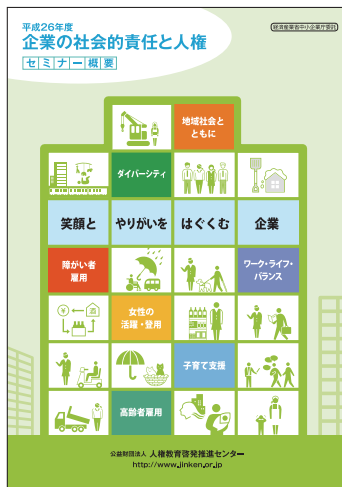 平成26年度
経済産業省中小企業庁委託
企業の社会的責任と人権
セミナー概要
地域社会と
ともに
ダイバーシティ
笑顔と やりがいを はぐくむ 企業
障がい者
雇用
ワーク・ライフ・
バランス
¥
酒
女性の
活躍・登用
子育て支援
高齢者雇用
公益財団法人 人権教育啓発推進センター
http://www.jinken.or.jp